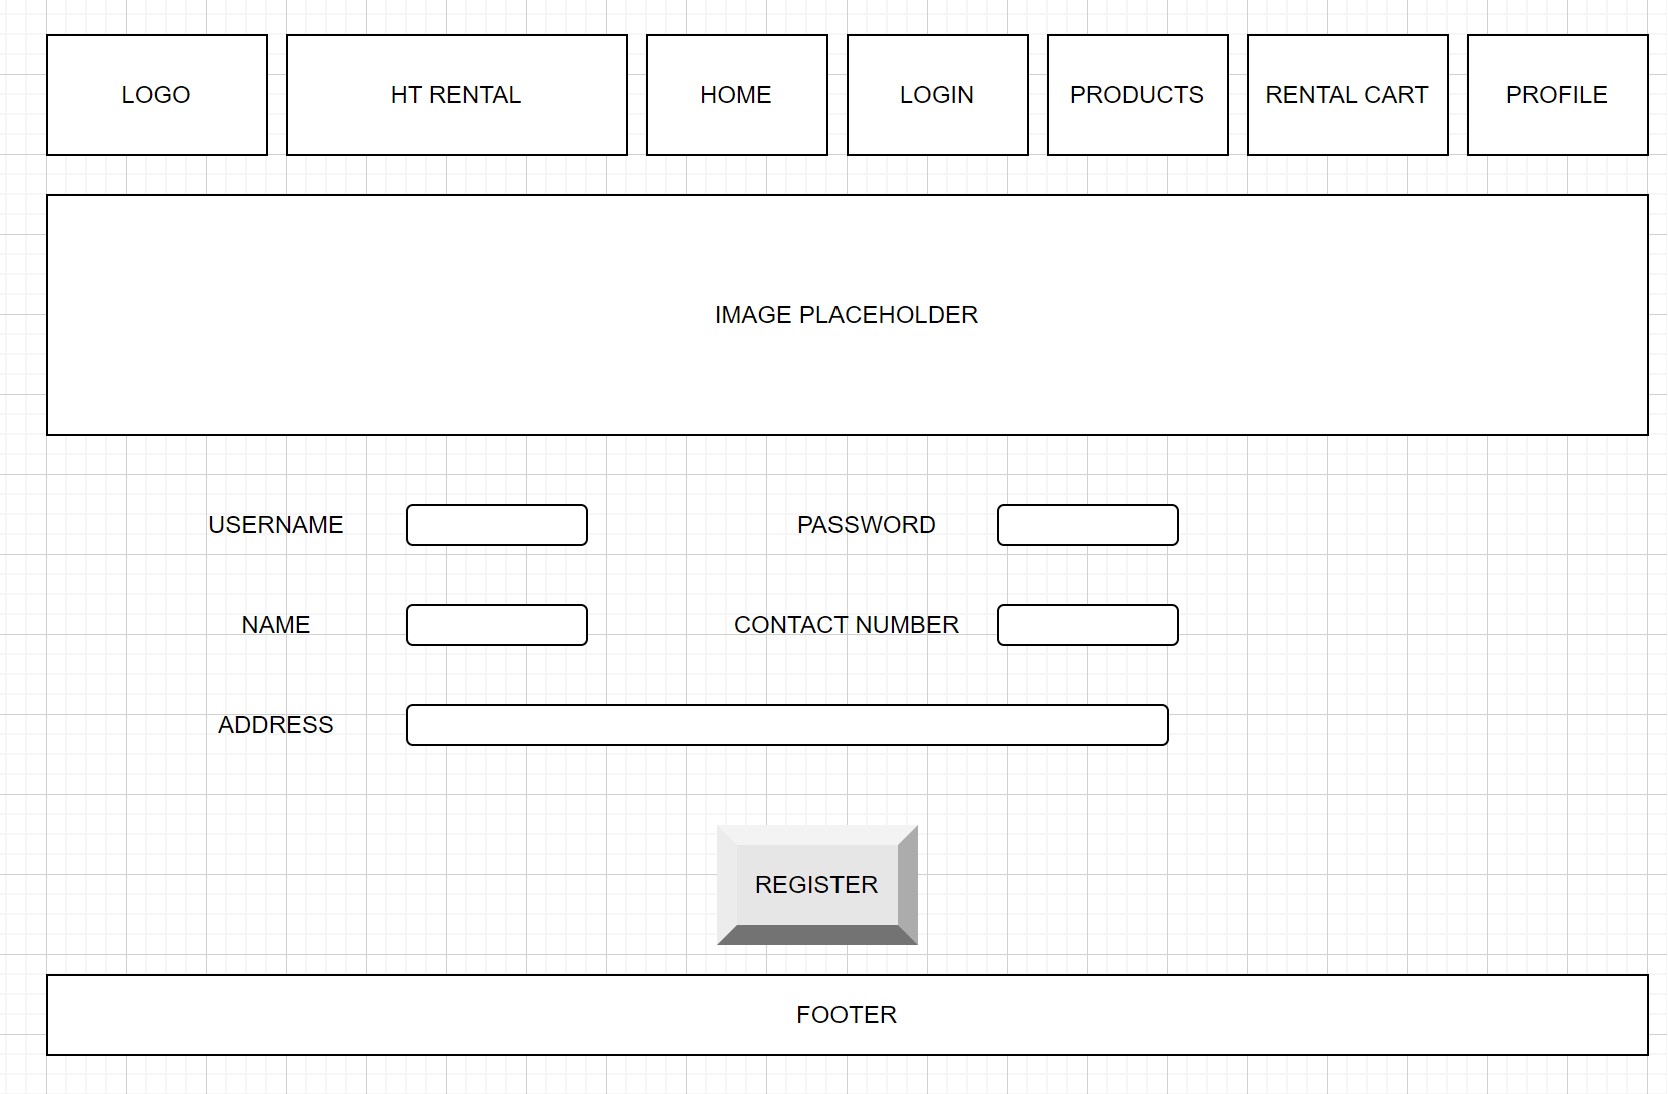 LOGO
HT RENTAL
HOME
LOGIN
PRODUCTS
RENTAL CART
PROFILE
IMAGE PLACEHOLDER
USERNAME
PASSWORD
NAME
CONTACT NUMBER
ADDRESS
REGISTER
FOOTER